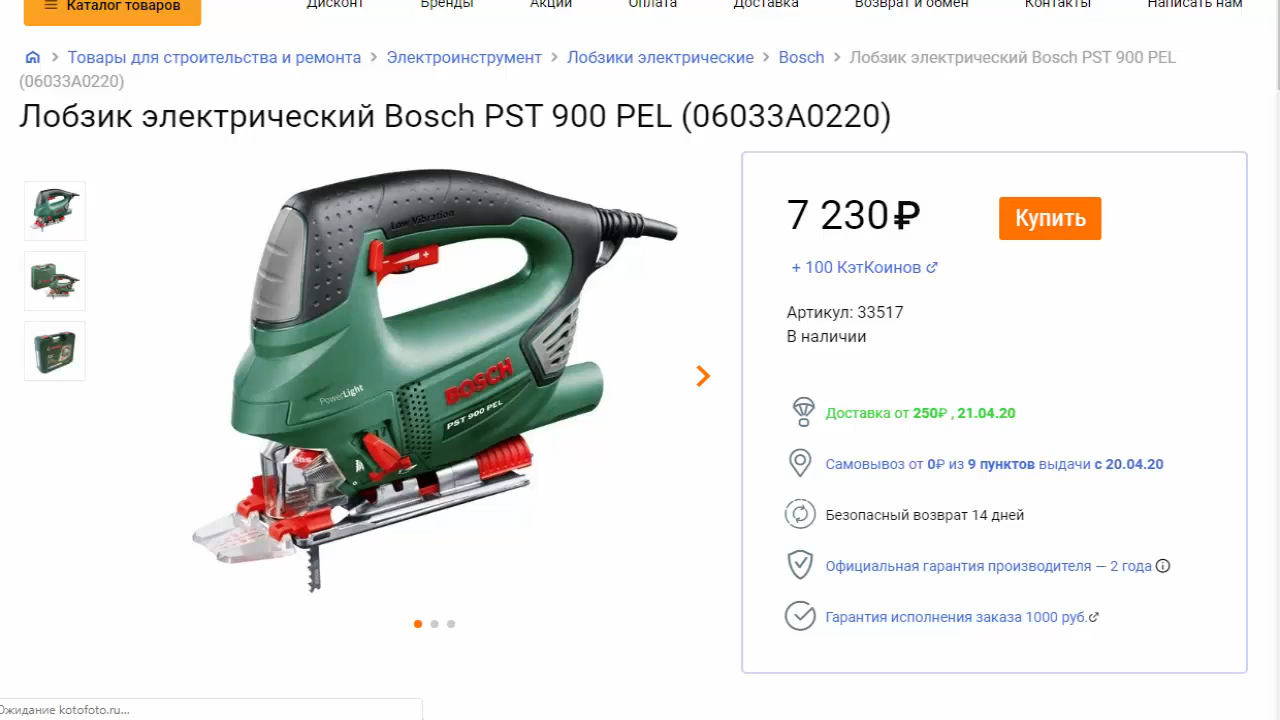 Каталог товаров
Дисконт Бренды Акции Оплата Доставка Возврат и обмен Контакты Написать нам
Товары для строительства и ремонта > Электроинструмент > Лобзики электрические > Bosch > Лобзик электрический Bosch PST 900 PEL
(06033A0220)
Лобзик электрический Bosch PST 900 PEL (06033A0220)
Low Vibration
PowerLight
BOSCH
PST 900 PEL
7 230 ₽
Купить
+ 100 КэтКоинов
Артикул: 33517
В наличии
Доставка от 250₽ , 21.04.20
Самовывоз от 0₽ из 9 пунктов выдачи с 20.04.20
Безопасный возврат 14 дней
Официальная гарантия производителя — 2 года
Гарантия исполнения заказа 1000 руб.
Ожидание kotofoto.ru...